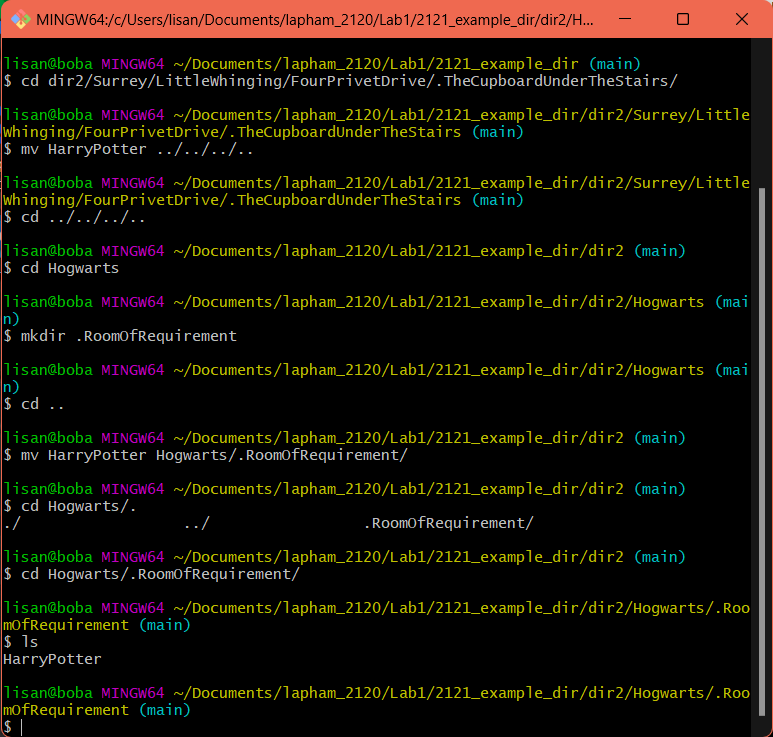 MINGW64:/c/Users/lisan/Documents/lapham_2120/Lab1/2121_example_dir/dir2/H...
lisan@boba MINGW64 ~/Documents/lapham_2120/Lab1/2121_example_dir (main)
$ cd dir2/Surrey/LittleWhinging/FourPrivetDrive/.TheCupboardUnderTheStairs/
lisan@boba MINGW64 ~/Documents/lapham_2120/Lab1/2121_example_dir/dir2/Surrey/Little
Whinging/FourPrivetDrive/.TheCupboardUnderTheStairs (main)
$ mv HarryPotter ../../../..
lisan@boba MINGW64 ~/Documents/lapham_2120/Lab1/2121_example_dir/dir2/Surrey/Little
Whinging/FourPrivetDrive/.TheCupboardUnderTheStairs (main)
$ cd ../../../..
lisan@boba MINGW64 ~/Documents/lapham_2120/Lab1/2121_example_dir/dir2 (main)
$ cd Hogwarts
lisan@boba MINGW64 ~/Documents/lapham_2120/Lab1/2121_example_dir/dir2/Hogwarts (mai
n)
$ mkdir .RoomOfRequirement
lisan@boba MINGW64 ~/Documents/lapham_2120/Lab1/2121_example_dir/dir2/Hogwarts (mai
n)
$ cd ..
lisan@boba MINGW64 ~/Documents/lapham_2120/Lab1/2121_example_dir/dir2 (main)
$ mv HarryPotter Hogwarts/.RoomOfRequirement/
lisan@boba MINGW64 ~/Documents/lapham_2120/Lab1/2121_example_dir/dir2 (main)
$ cd Hogwarts/.
./ ../ .RoomOfRequirement/
lisan@boba MINGW64 ~/Documents/lapham_2120/Lab1/2121_example_dir/dir2 (main)
$ cd Hogwarts/.RoomOfRequirement/
lisan@boba MINGW64 ~/Documents/lapham_2120/Lab1/2121_example_dir/dir2/Hogwarts/.Roo
mOfRequirement (main)
$ ls
HarryPotter
lisan@boba MINGW64 ~/Documents/lapham_2120/Lab1/2121_example_dir/dir2/Hogwarts/.Roo
mOfRequirement (main)
$